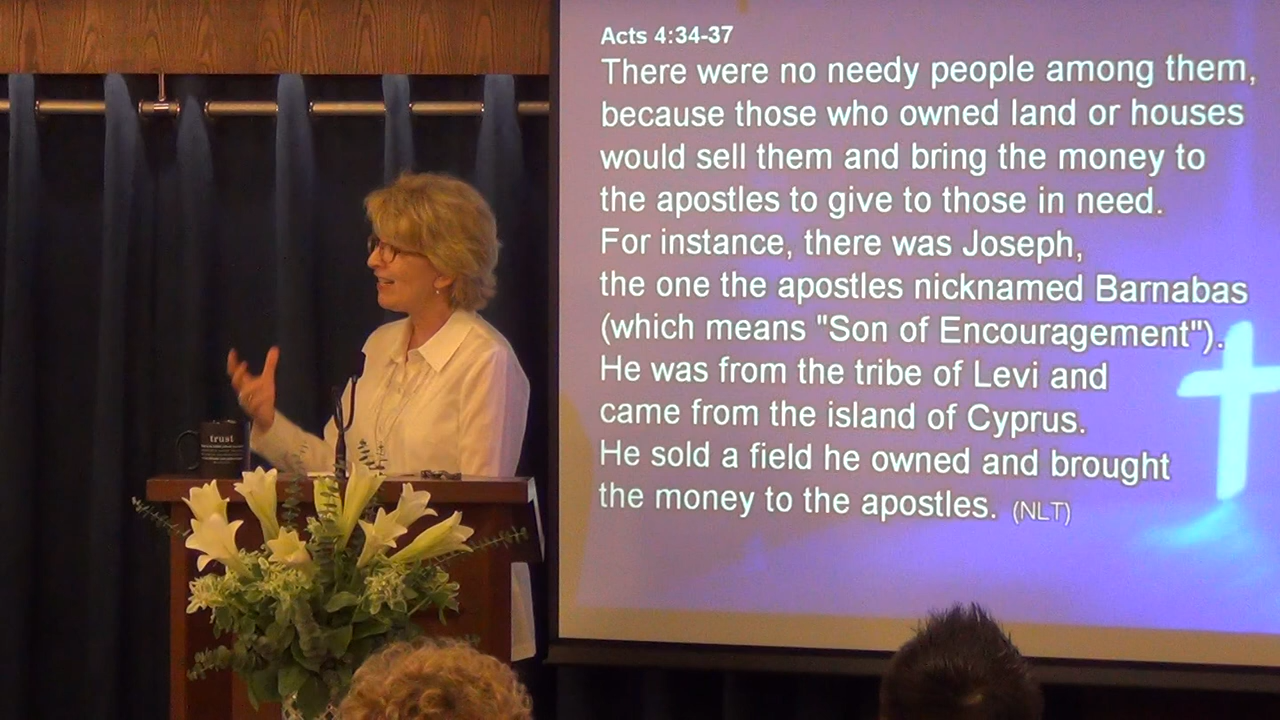 Acts 4:34-37
There were no needy people among them,
because those who owned land or houses
would sell them and bring the money to
the apostles to give to those in need.
For instance, there was Joseph,
the one the apostles nicknamed Barnabas
(which means "Son of Encouragement").
He was from the tribe of Levi and
came from the island of Cyprus.
He sold a field he owned and brought
the money to the apostles. (NLT)
trust